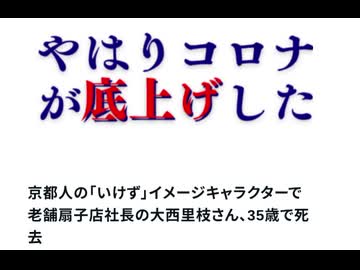 やはりコロナ
が底上げした
京都人の「いけず」イメージキャラクターで
老舗扇子店社長の大西里枝さん、35歳で死
去